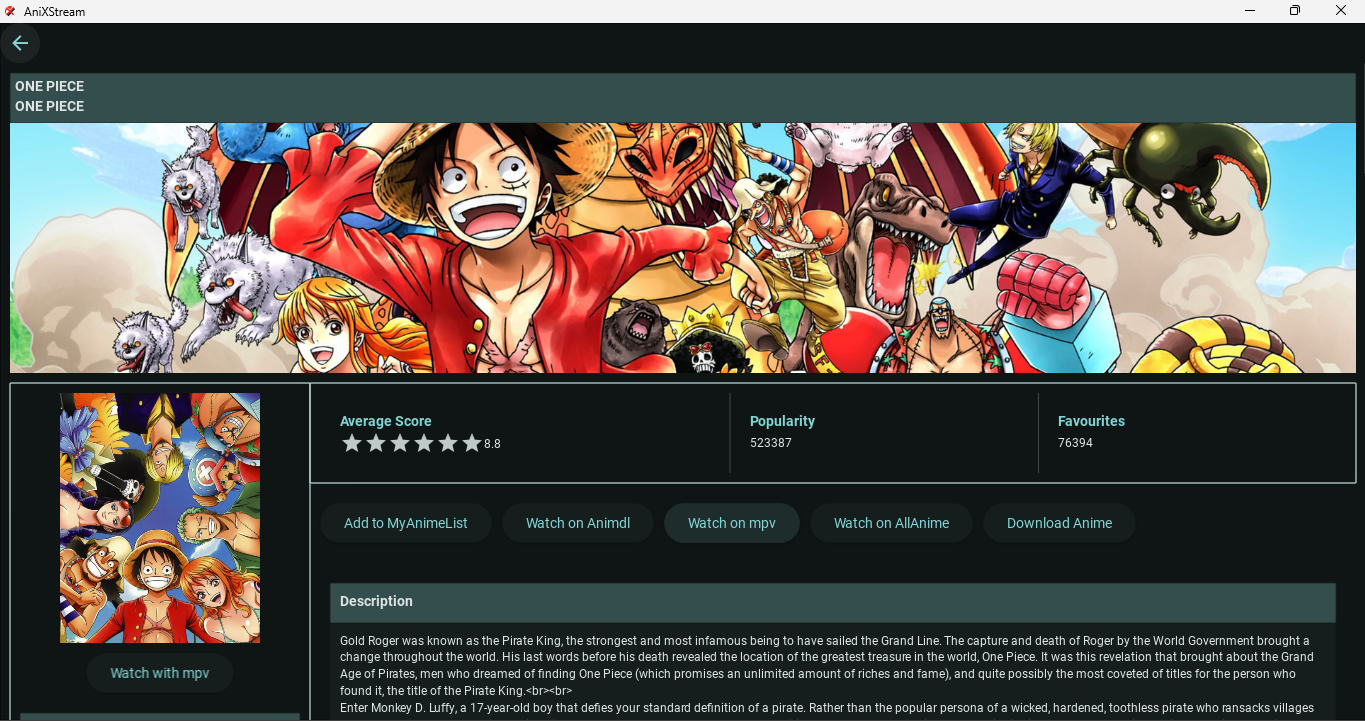 AniXStream
ONE PIECE
ONE PIECE
Average Score
8.8
Popularity
523387
Favourites
76394
Add to MyAnimeList
Watch on Animdl
Watch on mpv
Watch on AllAnime
Download Anime
Watch with mpv
Description
Gold Roger was known as the Pirate King, the strongest and most infamous being to have sailed the Grand Line. The capture and death of Roger by the World Government brought a
change throughout the world. His last words before his death revealed the location of the greatest treasure in the world, One Piece. It was this revelation that brought about the Grand
Age of Pirates, men who dreamed of finding One Piece (which promises an unlimited amount of riches and fame), and quite possibly the most coveted of titles for the person who
found it, the title of the Pirate King.<br><br>
Enter Monkey D. Luffy, a 17-year-old boy that defies your standard definition of a pirate. Rather than the popular persona of a wicked, hardened, toothless pirate who ransacks villages